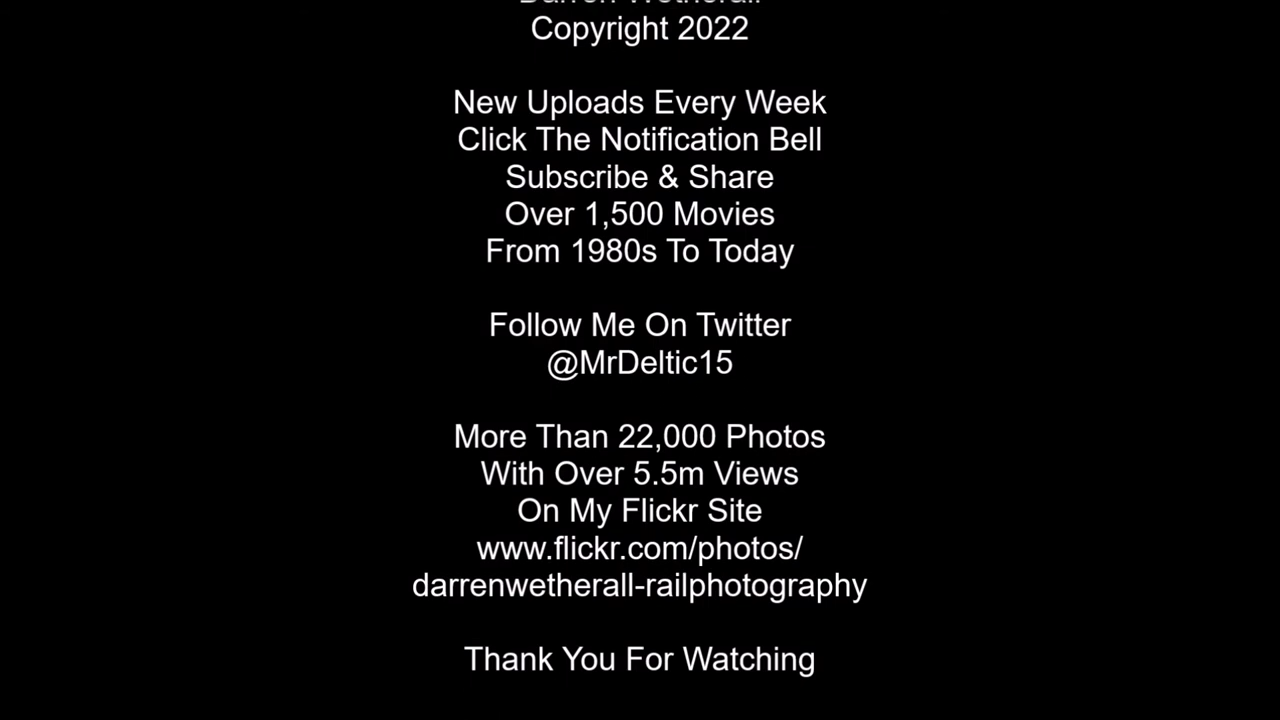 Darren Wetherall
Copyright 2022
New Uploads Every Week
Click The Notification Bell
Subscribe & Share
Over 1,500 Movies
From 1980s To Today
Follow Me On Twitter
@MrDeltic15
More Than 22,000 Photos
With Over 5.5m Views
On My Flickr Site
www.flickr.com/photos/
darrenwetherall-railphotography
Thank You For Watching